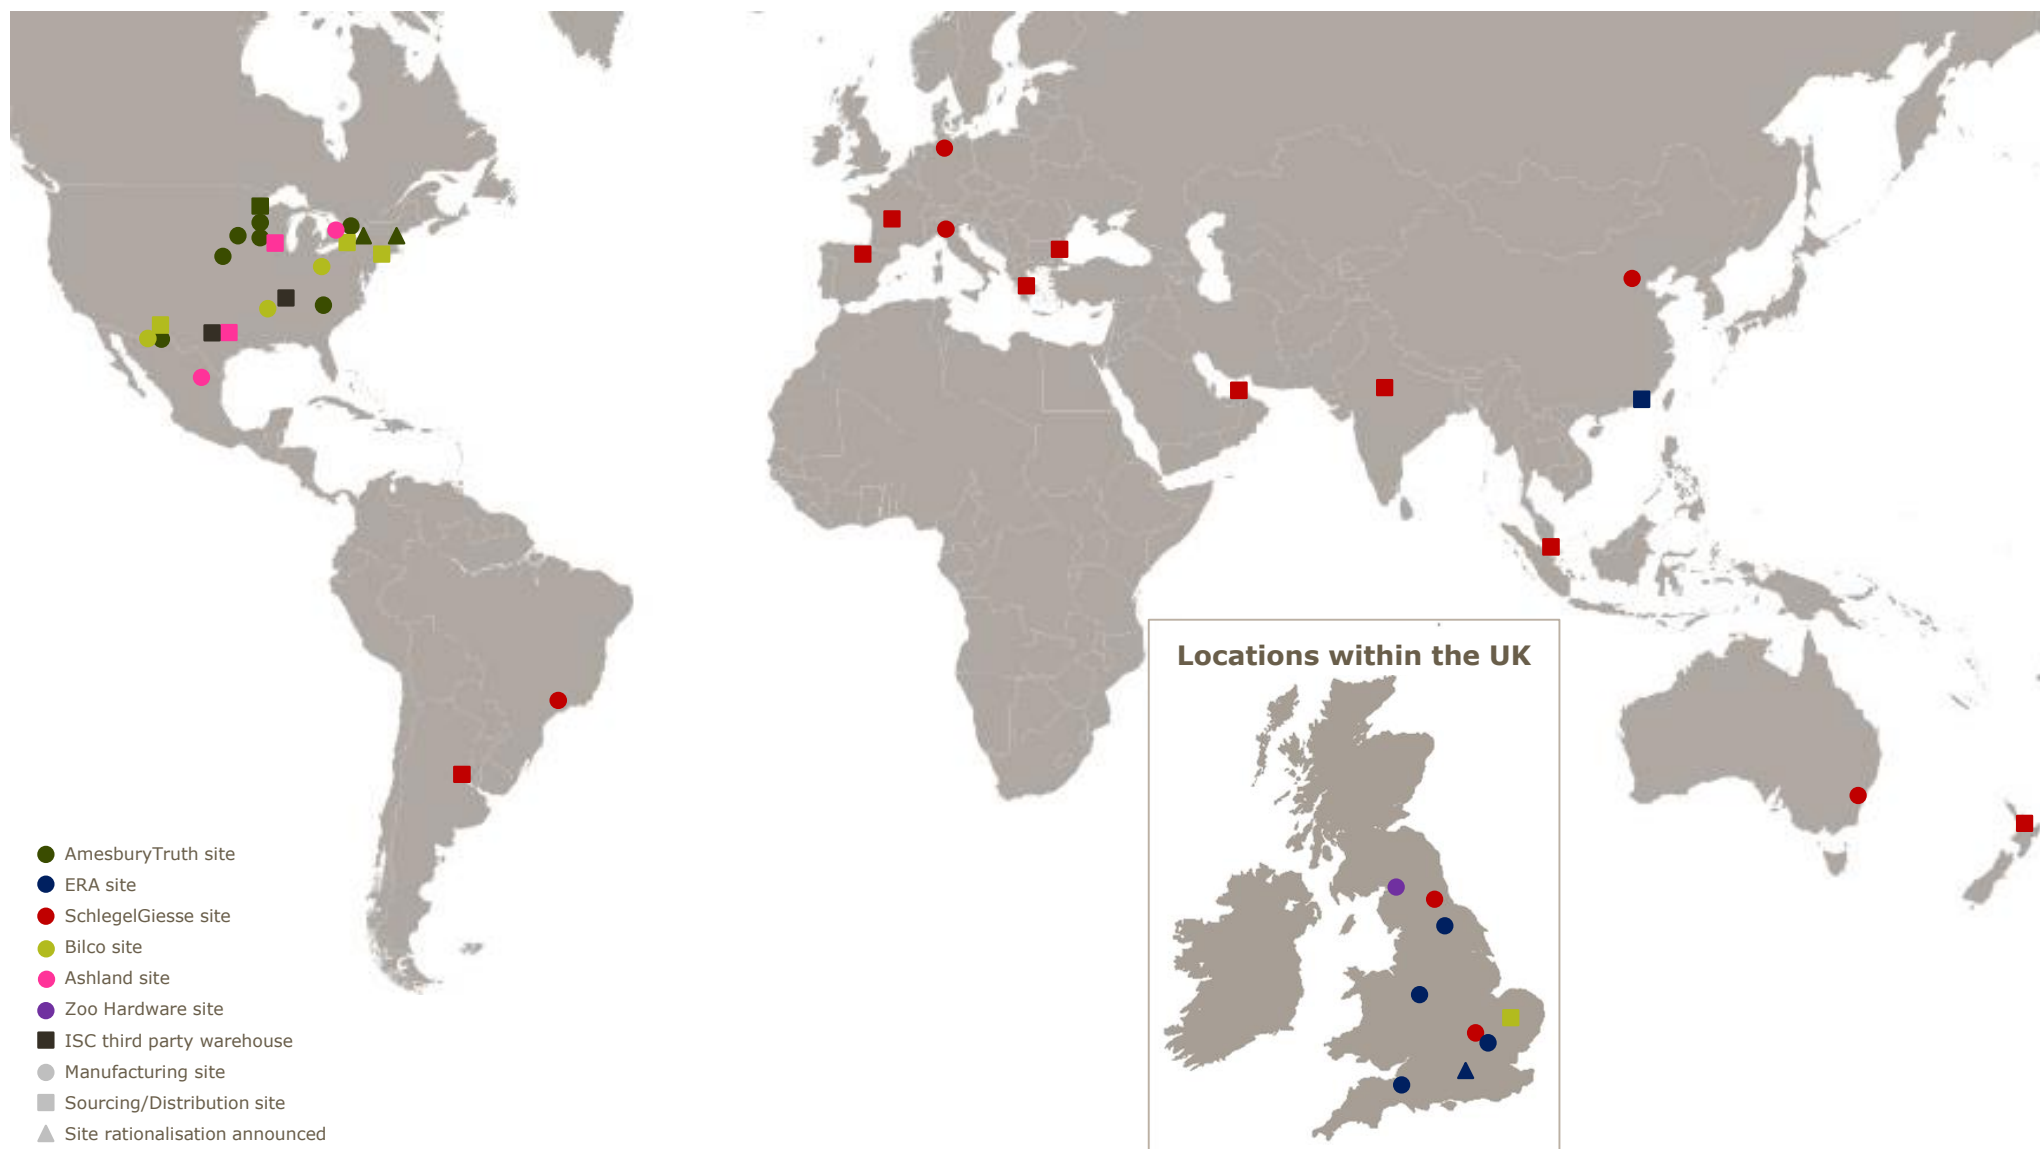 Locations within the UK
AmesburyTruth site
ERA site
SchlegelGiesse site
Bilco site
Ashland site
Zoo Hardware site
ISC third party warehouse
Manufacturing site
Sourcing/Distribution site
Site rationalisation announced